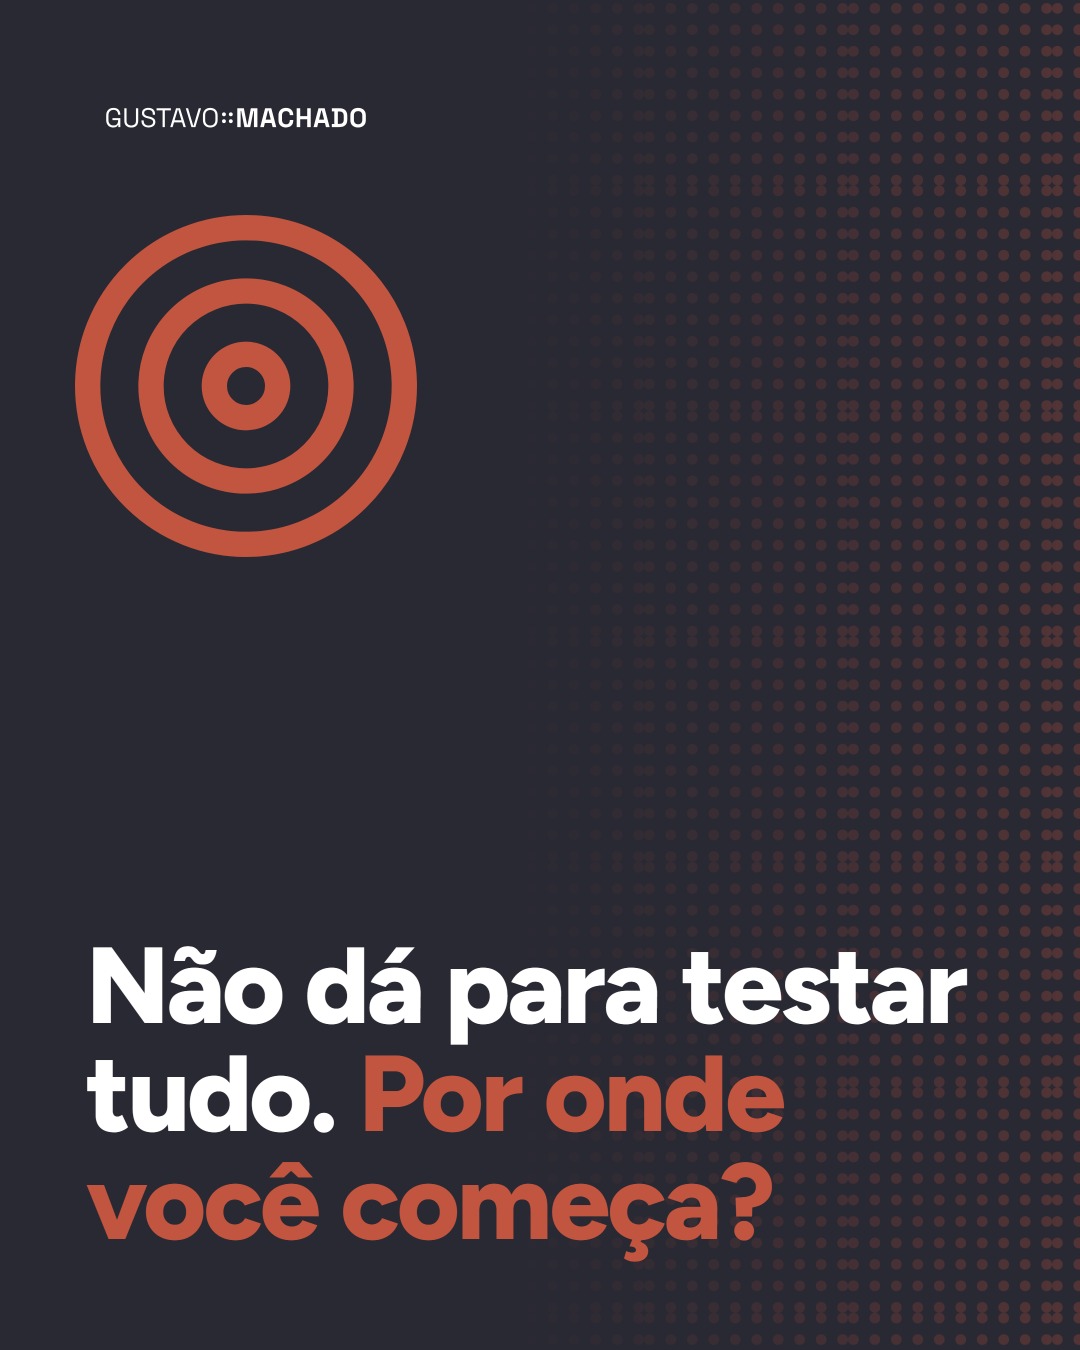 GUSTAVO::MACHADO
Não dá para testar
tudo. Por onde
você começa?